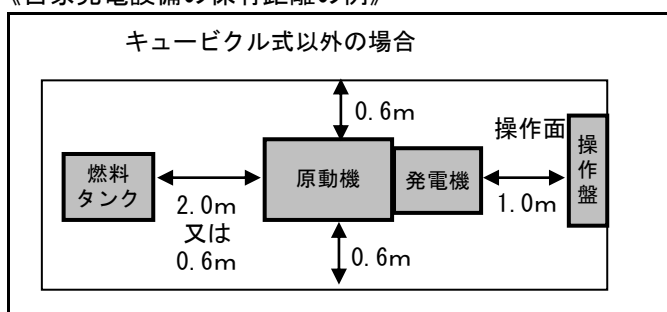 キュービクル式以外の場合
0.6m
操作面
操作盤
燃料
タンク
原動機
発電機
2.0m
又は
0.6m
1.0m
0.6m